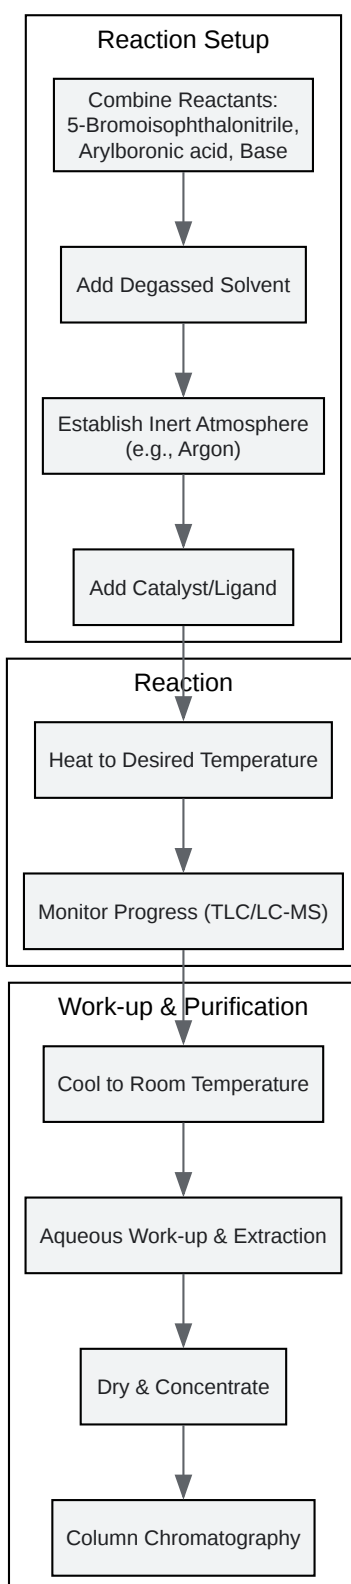 Reaction Setup
Combine Reactants:
5-Bromoisophthalonitrile,
Arylboronic acid, Base
Add Degassed Solvent
Establish Inert Atmosphere
(e.g., Argon)
Add Catalyst/Ligand
Reaction
Heat to Desired Temperature
Monitor Progress (TLC/LC-MS)
Work-up & Purification
Cool to Room Temperature
Aqueous Work-up & Extraction
Dry & Concentrate
Column Chromatography